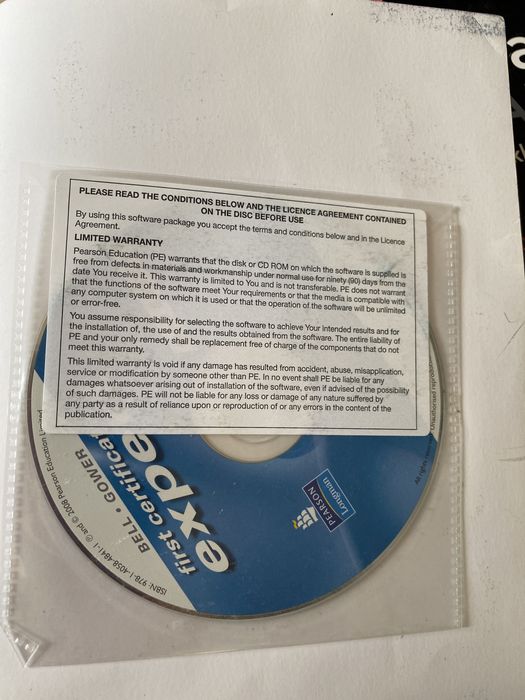 PLEASE READ THE CONDITIONS BELOW AND THE LICENCE AGREEMENT CONTAINED
ON THE DISC BEFORE USE
By using this software package you accept the terms and conditions below and in the Licence
Agreement.
LIMITED WARRANTY
Pearson Education (PE) warrants that the disk or CD ROM on which the software is supplied is
free from defects in materials and workmanship under normal use for ninety (90) days from the
date You receive it. This warranty is limited to You and is not transferable. PE does not warrant
that the functions of the software meet Your requirements or that the media is compatible with
any computer system on which it is used or that the operation of the software will be unlimited
or error-free.
You assume responsibility for selecting the software to achieve Your intended results and for
the installation of, the use of and the results obtained from the software. The entire liability of
PE and your only remedy shall be replacement free of charge of the components that do not
meet this warranty.
This limited warranty is void if any damage has resulted from accident, abuse, misapplication,
service or modification by someone other than PE. In no event shall PE be liable for any
damages whatsoever arising out of installation of the software, even if advised of the possibility
of such damages. PE will not be liable for any loss or damage of any nature suffered by
any party as a result of reliance upon or reproduction of or any errors in the content of the
publication.
first certifica
expe
BELL • GOWER
ISBN: 978-1-4058-4841-1
℗ and © 2008 Pearson Education Limited
PEARSON
Longman
All rights
Unauthorised